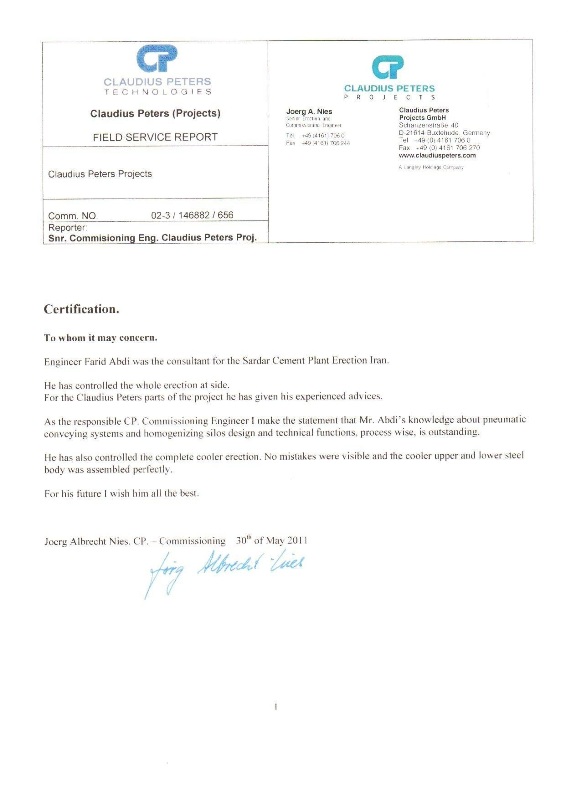 CP
CLAUDIUS PETERS
TECHNOLOGIES
Claudius Peters (Projects)
FIELD SERVICE REPORT
Claudius Peters Projects
Comm. NO. 02-3 / 146882 / 656
Reporter:
Snr. Commisioning Eng. Claudius Peters Proj.
CP
CLAUDIUS PETERS
PROJECTS
Joerg A. Nies
Senior Erection and
Commissioning Engineer
Tel +49 (4161) 706 0
Fax +49 (4161) 706 244
Claudius Peters
Projects GmbH
Schanzenstraße 40
D-21614 Buxtehude, Germany
Tel +49 (0) 4161 706 0
Fax +49 (0) 4161 706 270
www.claudiuspeters.com
A Langley Holdings Company
Certification.
To whom it may concern.
Engineer Farid Abdi was the consultant for the Sardar Cement Plant Erection Iran.
He has controlled the whole erection at side.
For the Claudius Peters parts of the project he has given his experienced advices.
As the responsible CP. Commissioning Engineer I make the statement that Mr. Abdi's knowledge about pneumatic
conveying systems and homogenizing silos design and technical functions, process wise, is outstanding.
He has also controlled the complete cooler erection. No mistakes were visible and the cooler upper and lower steel
body was assembled perfectly.
For his future I wish him all the best.
Joerg Albrecht Nies. CP. – Commissioning 30th of May 2011
Jörg Albrecht Nies
1